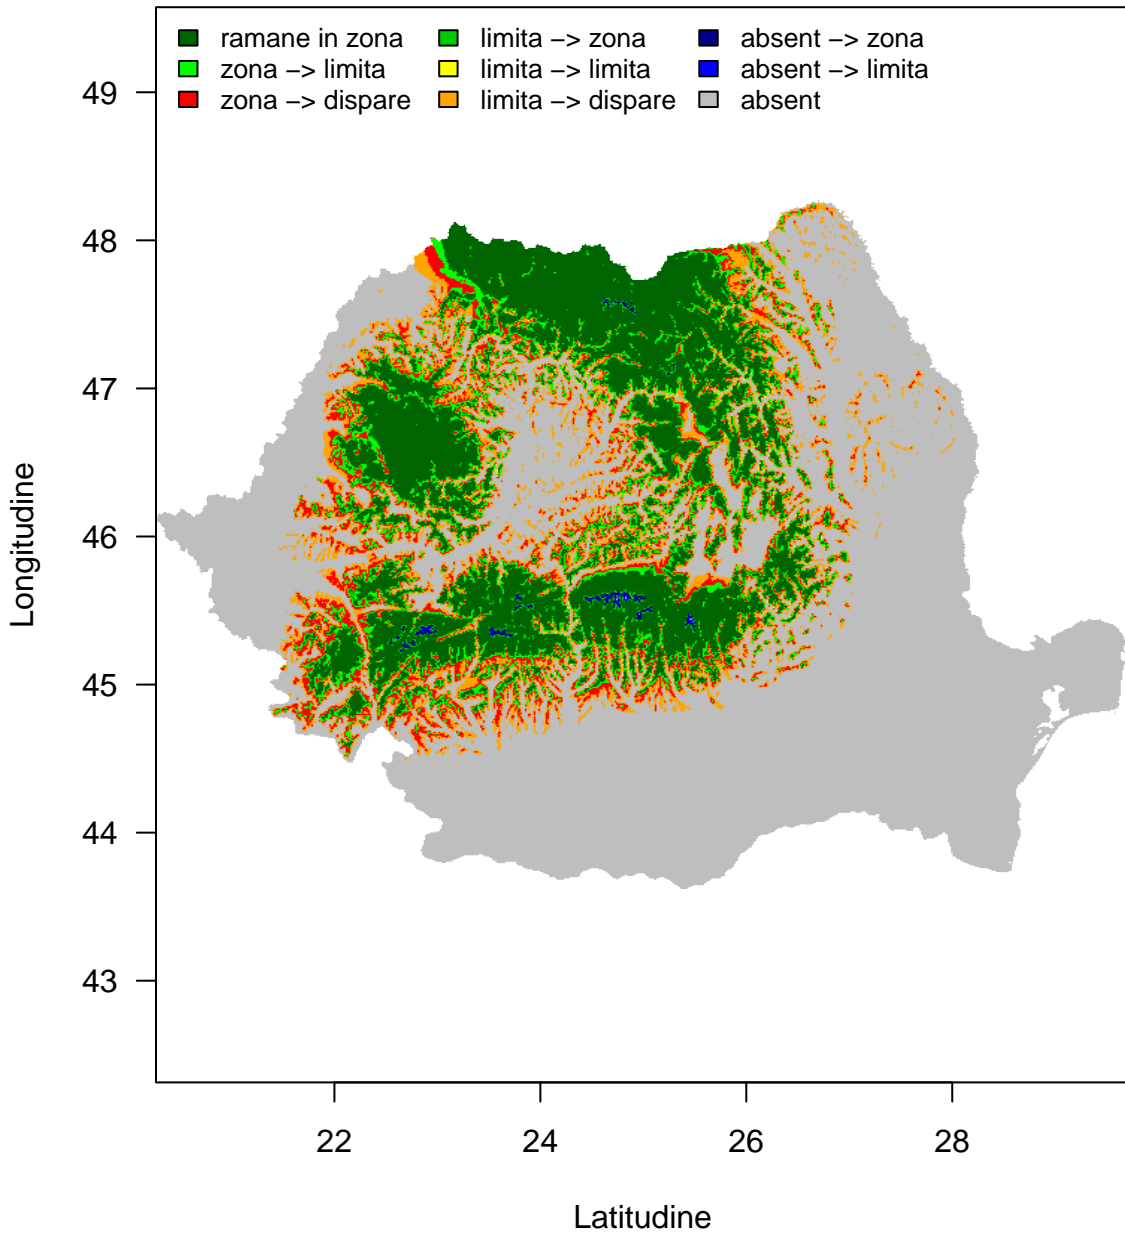 ramane in zona
limita −> zona
absent −> zona
zona −> limita
limita −> limita
absent −> limita
zona −> dispare
limita −> dispare
absent
49
48
47
46
45
44
43
Longitudine
22
24
26
28
Latitudine